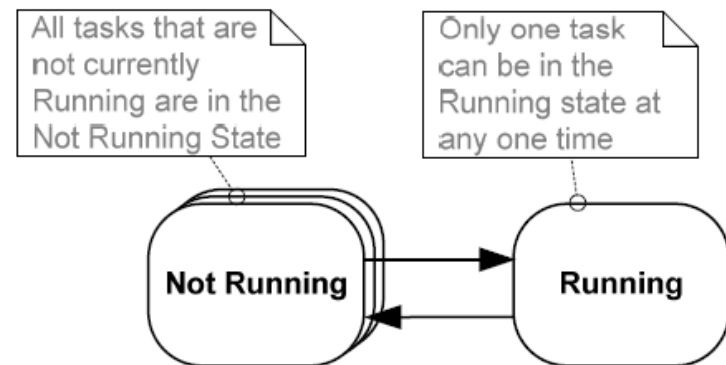 All tasks that are
not currently
Running are in the
Not Running State
Only one task
can be in the
Running state at
any one time
Not Running
Running